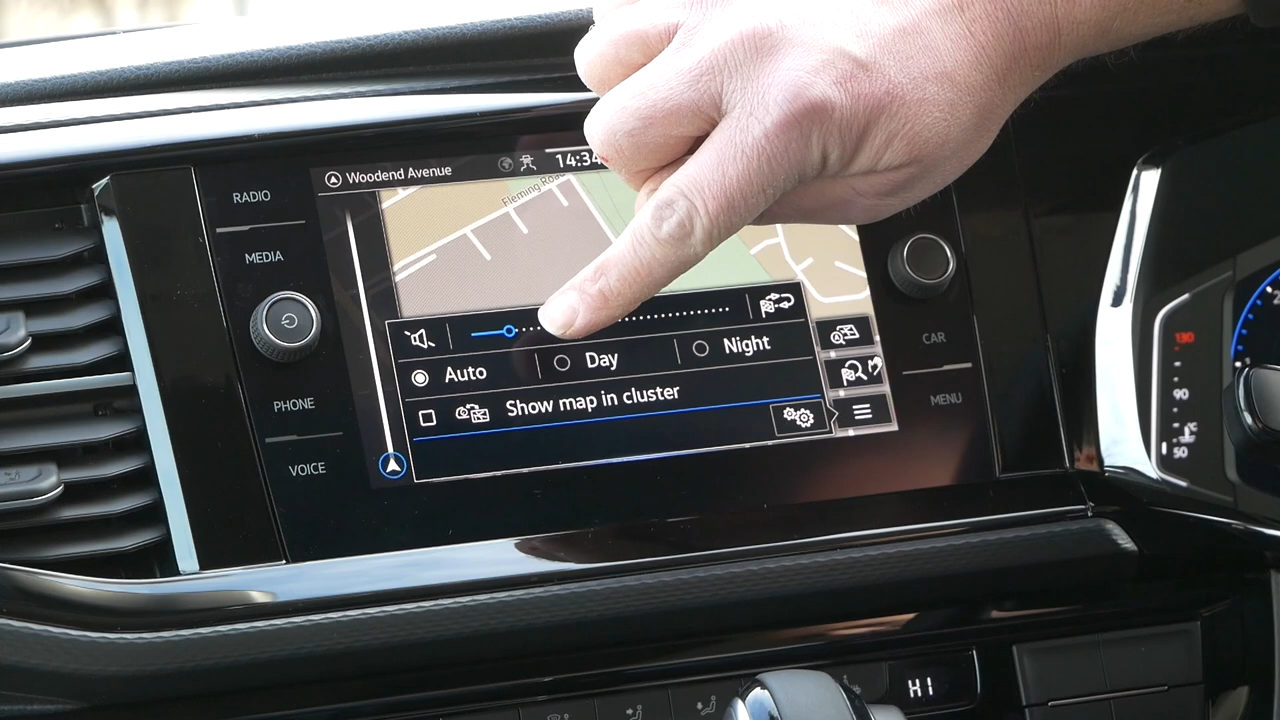 Woodend Avenue
14:34
Fleming Road
RADIO
MEDIA
PHONE
VOICE
Auto
Day
Night
Show map in cluster
CAR
MENU
130
90
°C
50
HI